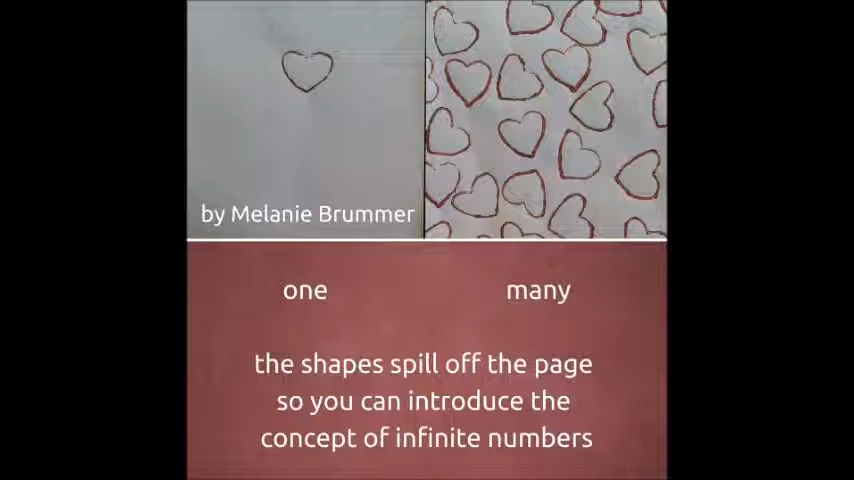 by Melanie Brummer
one
many
the shapes spill off the page
so you can introduce the
concept of infinite numbers